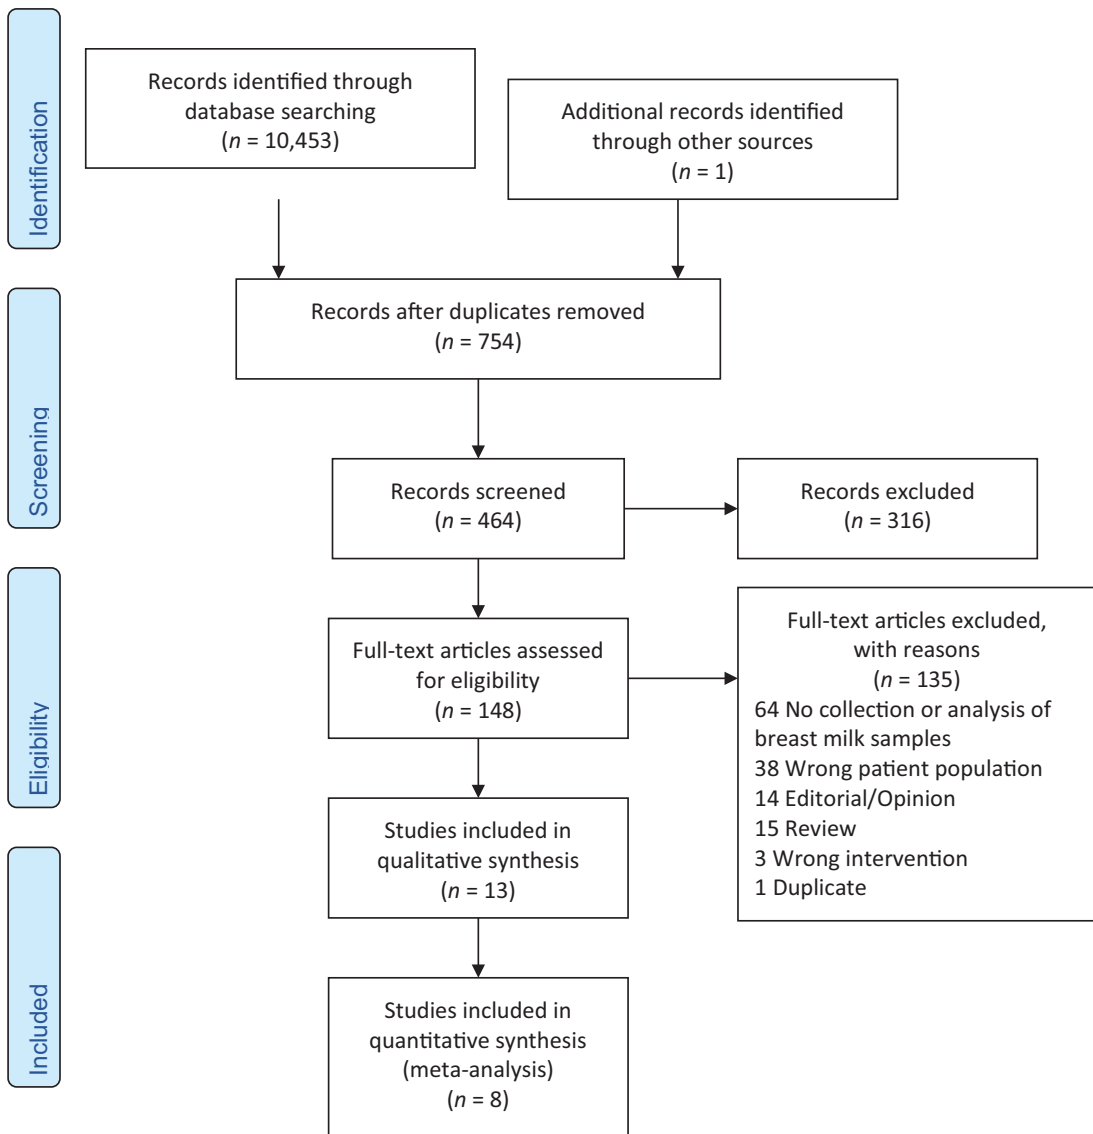 Identification
Records identified through
database searching
(n = 10,453)
Additional records identified
through other sources
(n = 1)
Records after duplicates removed
(n = 754)
Screening
Records screened
(n = 464)
Records excluded
(n = 316)
Eligibility
Full-text articles assessed
for eligibility
(n = 148)
Full-text articles excluded,
with reasons
(n = 135)
64 No collection or analysis of
breast milk samples
38 Wrong patient population
14 Editorial/Opinion
15 Review
3 Wrong intervention
1 Duplicate
Studies included in
qualitative synthesis
(n = 13)
Included
Studies included in
quantitative synthesis
(meta-analysis)
(n = 8)